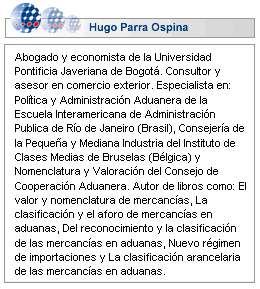 Hugo Parra Ospina
Abogado y economista de la Universidad
Pontificia Javeriana de Bogotá. Consultor y
asesor en comercio exterior. Especialista en:
Política y Administración Aduanera de la
Escuela Interamericana de Administración
Publica de Río de Janeiro (Brasil), Consejería de
la Pequeña y Mediana Industria del Instituto de
Clases Medias de Bruselas (Bélgica) y
Nomenclatura y Valoración del Consejo de
Cooperación Aduanera. Autor de libros como: El
valor y nomenclatura de mercancías, La
clasificación y el aforo de mercancías en
aduanas, Del reconocimiento y la clasificación
de las mercancías en aduanas, Nuevo régimen
de importaciones y La clasificación arancelaria
de las mercancías en aduanas.